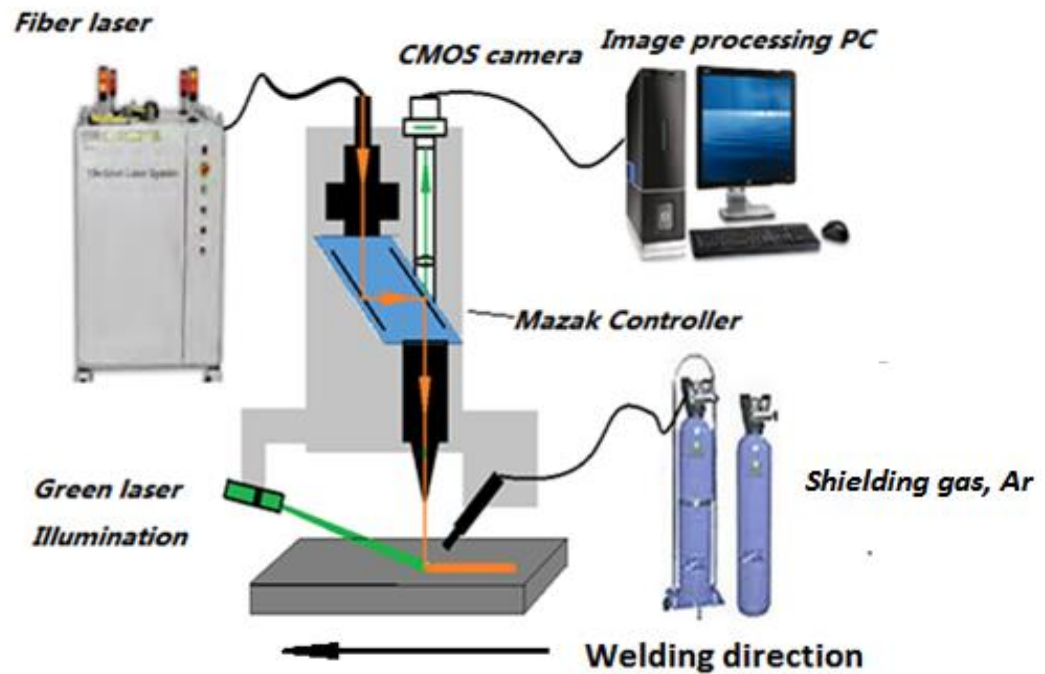 Fiber laser
CMOS camera
Image processing PC
Mazak Controller
Green laser
Illumination
Shielding gas, Ar
Welding direction